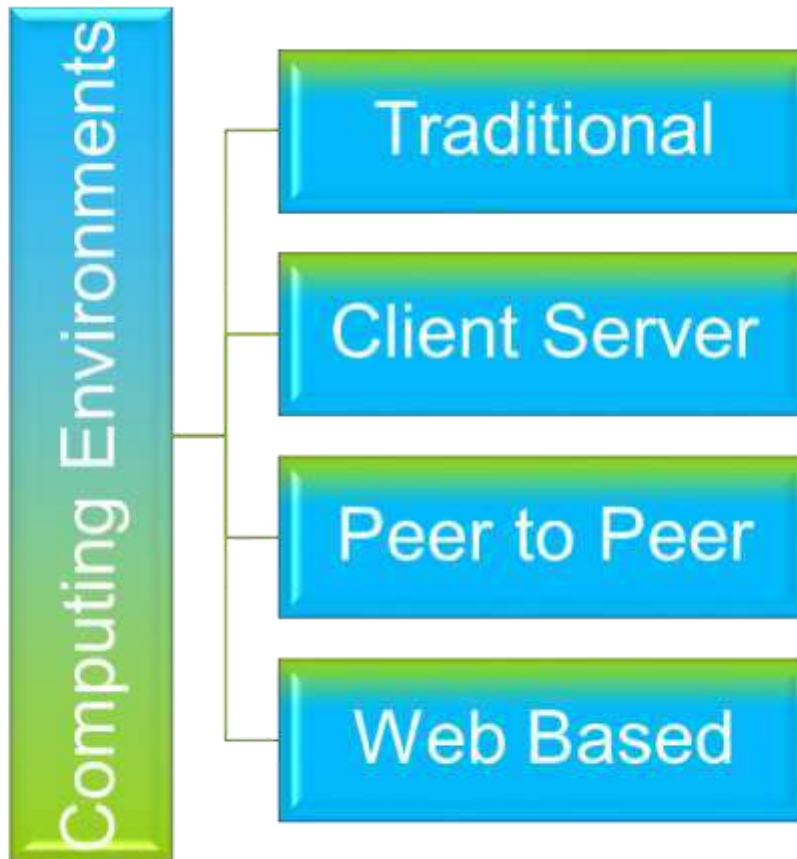 Computing Environments
Traditional
Client Server
Peer to Peer
Web Based